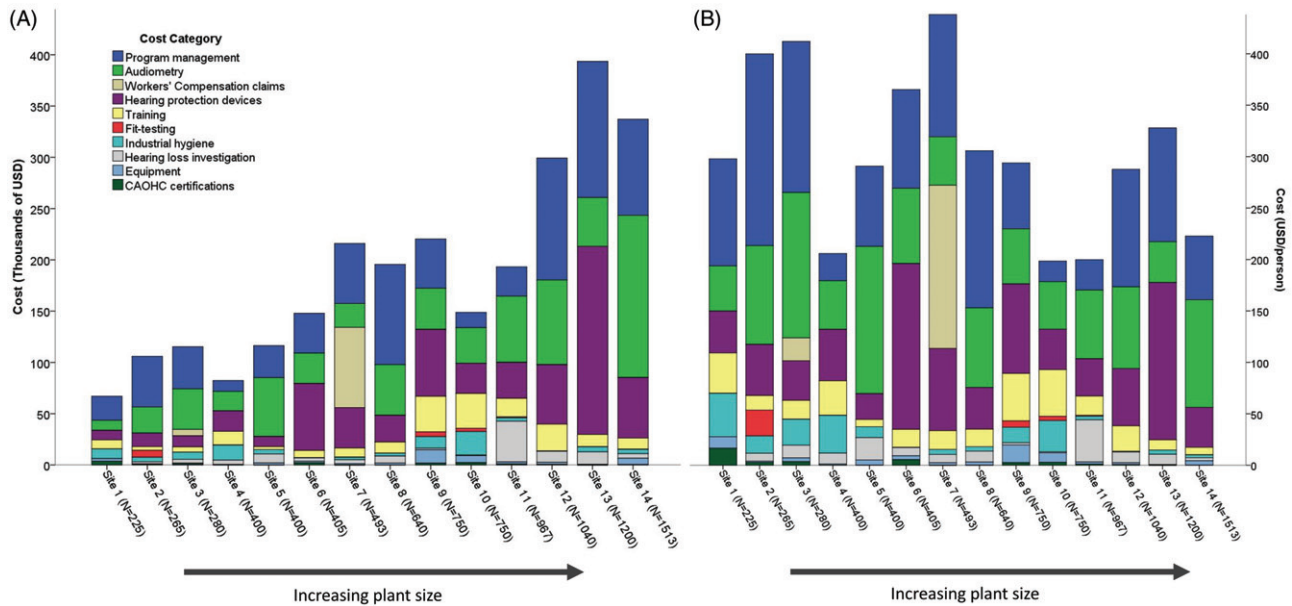 (A)
Cost Category
Program management
Audiometry
Workers' Compensation claims
Hearing protection devices
Training
Fit-testing
Industrial hygiene
Hearing loss investigation
Equipment
CAOHC certifications
Cost (Thousands of USD)
400
350
300
250
200
150
100
50
0
Site 1 (N=225)
Site 2 (N=265)
Site 3 (N=280)
Site 4 (N=400)
Site 5 (N=400)
Site 6 (N=405)
Site 7 (N=493)
Site 8 (N=640)
Site 9 (N=750)
Site 10 (N=750)
Site 11 (N=967)
Site 12 (N=1040)
Site 13 (N=1200)
Site 14 (N=1513)
Increasing plant size
(B)
400
350
300
250
200
150
100
50
0
Cost (USD/person)
Site 1 (N=225)
Site 2 (N=265)
Site 3 (N=280)
Site 4 (N=400)
Site 5 (N=400)
Site 6 (N=405)
Site 7 (N=493)
Site 8 (N=640)
Site 9 (N=750)
Site 10 (N=750)
Site 11 (N=967)
Site 12 (N=1040)
Site 13 (N=1200)
Site 14 (N=1513)
Increasing plant size